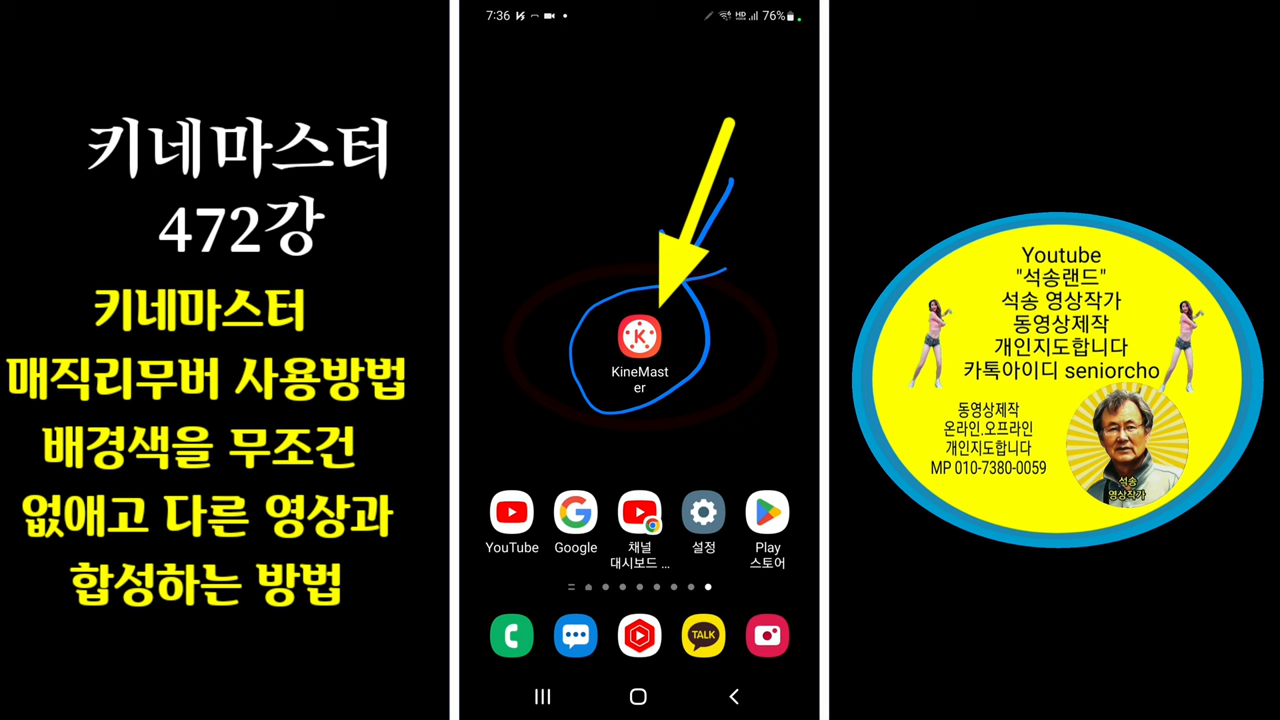 키네마스터
472강
키네마스터
매직리무버 사용방법
배경색을 무조건
없애고 다른 영상과
합성하는 방법
7:36
HD
76%
K
KineMast
er
YouTube
Google
채널
대시보드 ...
설정
Play
스토어
TALK
Youtube
"석송랜드"
석송 영상작가
동영상제작
개인지도합니다
카톡아이디 seniorcho
동영상제작
온라인.오프라인
개인지도합니다
MP 010-7380-0059
석송
영상작가